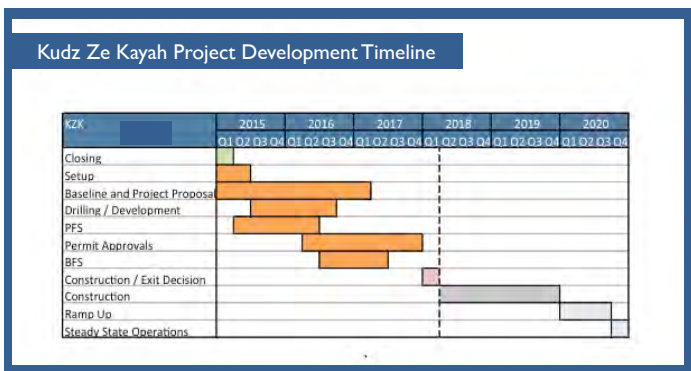 Kudz Ze Kayah Project Development Timeline
KZK 2015 2016 2017 2018 2019 2020
Q1 Q2 Q3 Q4 Q1 Q2 Q3 Q4 Q1 Q2 Q3 Q4 Q1 Q2 Q3 Q4 Q1 Q2 Q3 Q4 Q1 Q2 Q3 Q4
Closing
Setup
Baseline and Project Proposal
Drilling / Development
PFS
Permit Approvals
BFS
Construction / Exit Decision
Construction
Ramp Up
Steady State Operations